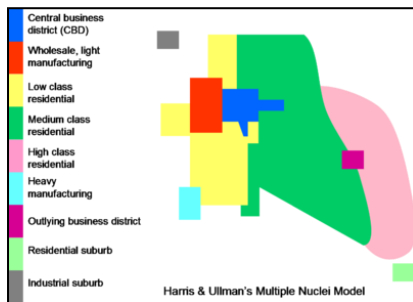 Central business
district (CBD)
Wholesale, light
manufacturing
Low class
residential
Medium class
residential
High class
residential
Heavy
manufacturing
Outlying business district
Residential suburb
Industrial suburb
Harris & Ullman's Multiple Nuclei Model